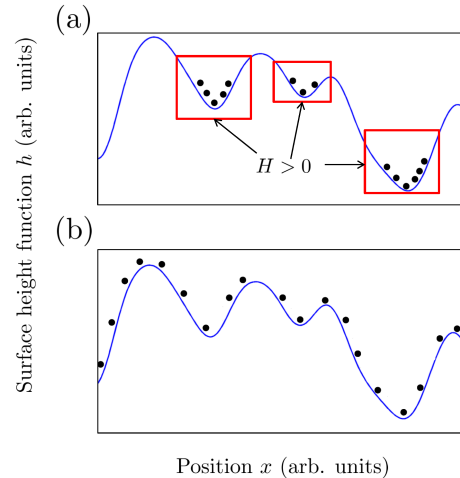 (a)
H > 0
(b)
Surface height function h (arb. units)
Position x (arb. units)